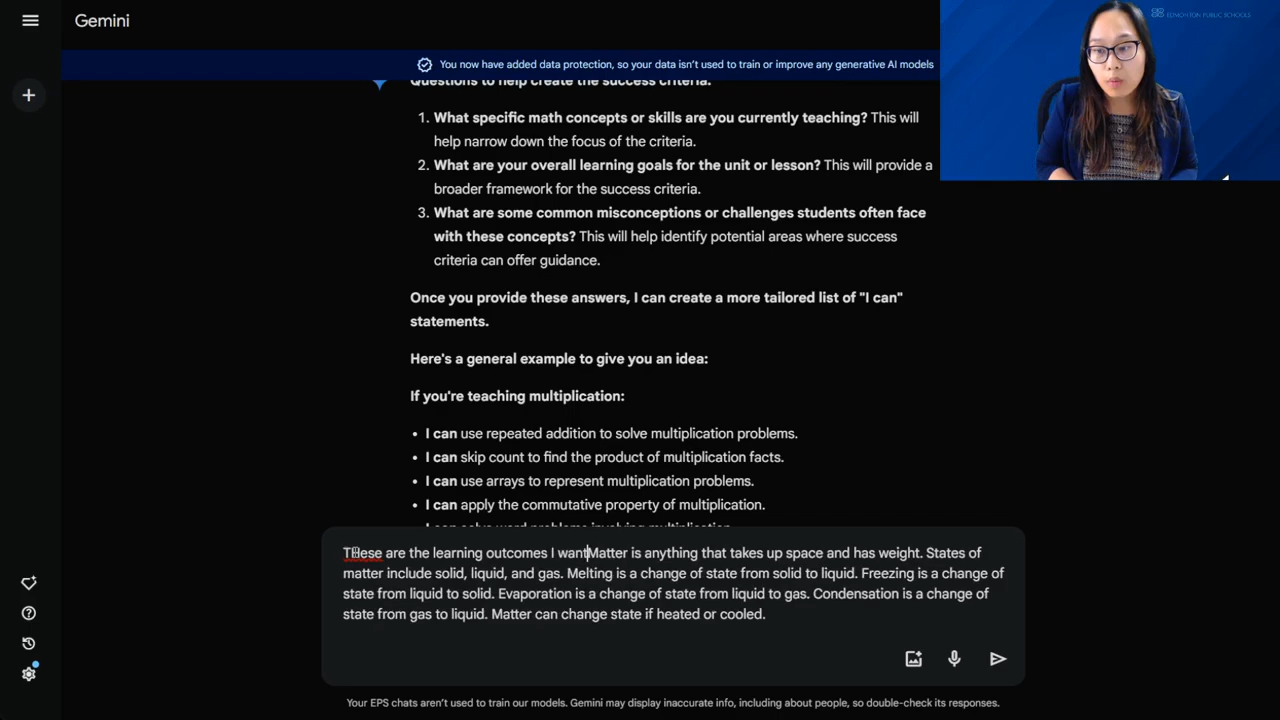 Gemini
EDMONTON PUBLIC SCHOOLS
You now have added data protection, so your data isn't used to train or improve any generative AI models
Questions to help create the success criteria:
1. What specific math concepts or skills are you currently teaching? This will
help narrow down the focus of the criteria.
2. What are your overall learning goals for the unit or lesson? This will provide a
broader framework for the success criteria.
3. What are some common misconceptions or challenges students often face
with these concepts? This will help identify potential areas where success
criteria can offer guidance.
Once you provide these answers, I can create a more tailored list of "I can"
statements.
Here's a general example to give you an idea:
If you're teaching multiplication:
• I can use repeated addition to solve multiplication problems.
• I can skip count to find the product of multiplication facts.
• I can use arrays to represent multiplication problems.
• I can apply the commutative property of multiplication.
• I can solve word problems involving multiplication.
These are the learning outcomes I wantMatter is anything that takes up space and has weight. States of
matter include solid, liquid, and gas. Melting is a change of state from solid to liquid. Freezing is a change of
state from liquid to solid. Evaporation is a change of state from liquid to gas. Condensation is a change of
state from gas to liquid. Matter can change state if heated or cooled.
Your EPS chats aren't used to train our models. Gemini may display inaccurate info, including about people, so double-check its responses.